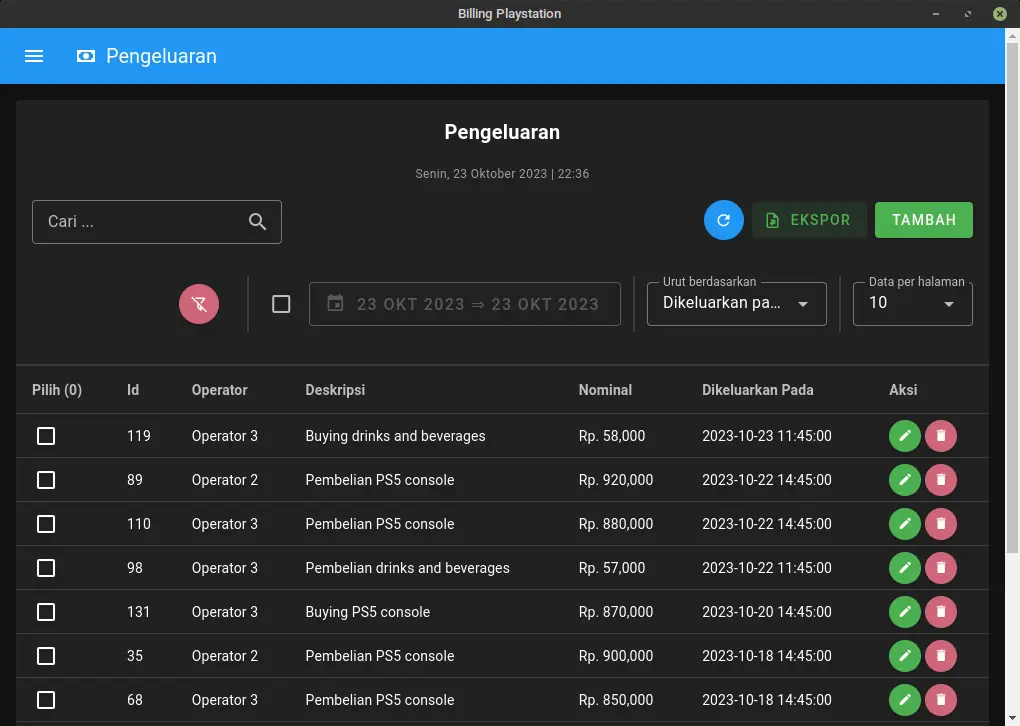 Billing Playstation
Pengeluaran
Pengeluaran
Senin, 23 Oktober 2023 | 22:36
Cari ...
EKSPOR
TAMBAH
23 OKT 2023 ⇒ 23 OKT 2023
Urut berdasarkan
Dikeluarkan pa...
Data per halaman
10
Pilih (0) Id Operator Deskripsi Nominal Dikeluarkan Pada Aksi
119 Operator 3 Buying drinks and beverages Rp. 58,000 2023-10-23 11:45:00
89 Operator 2 Pembelian PS5 console Rp. 920,000 2023-10-22 14:45:00
110 Operator 3 Pembelian PS5 console Rp. 880,000 2023-10-22 14:45:00
98 Operator 3 Pembelian drinks and beverages Rp. 57,000 2023-10-22 11:45:00
131 Operator 3 Buying PS5 console Rp. 870,000 2023-10-20 14:45:00
35 Operator 2 Pembelian PS5 console Rp. 900,000 2023-10-18 14:45:00
68 Operator 3 Pembelian PS5 console Rp. 850,000 2023-10-18 14:45:00